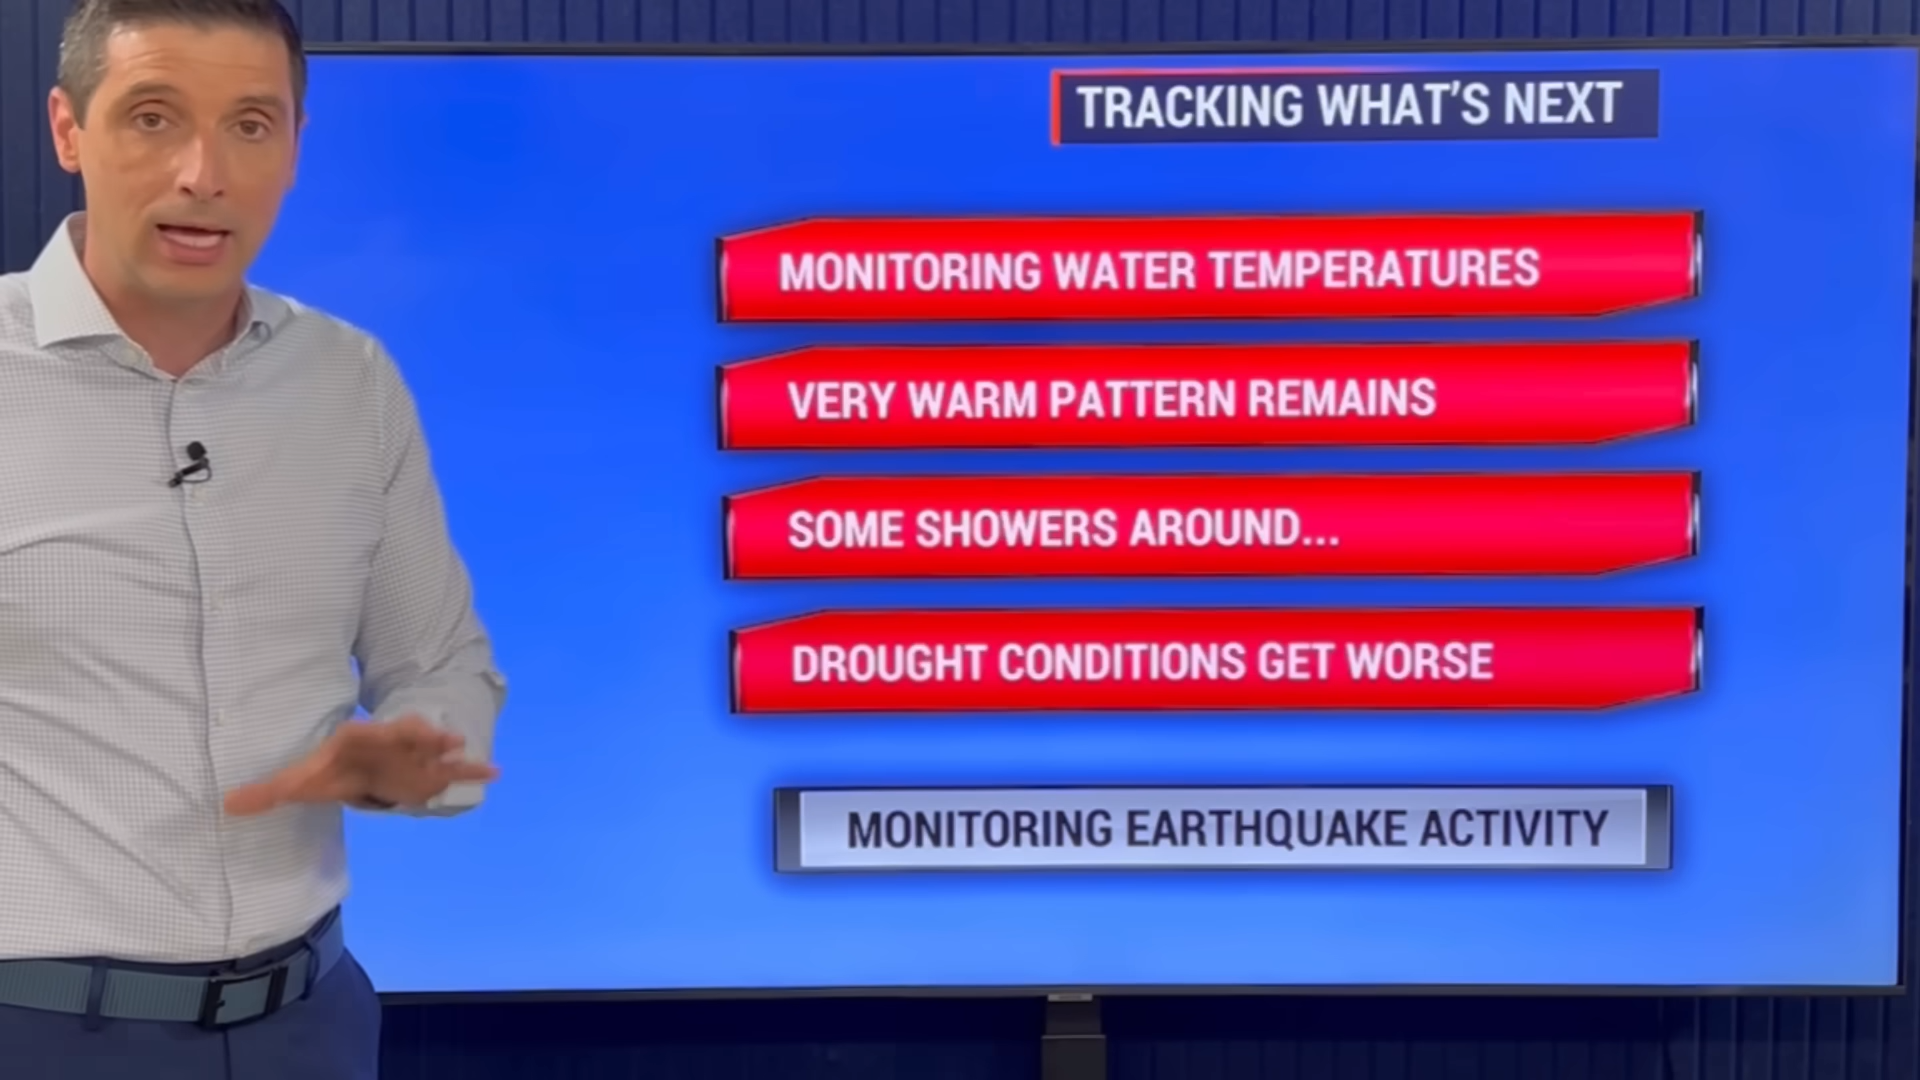 TRACKING WHAT'S NEXT
MONITORING WATER TEMPERATURES
VERY WARM PATTERN REMAINS
SOME SHOWERS AROUND...
DROUGHT CONDITIONS GET WORSE
MONITORING EARTHQUAKE ACTIVITY